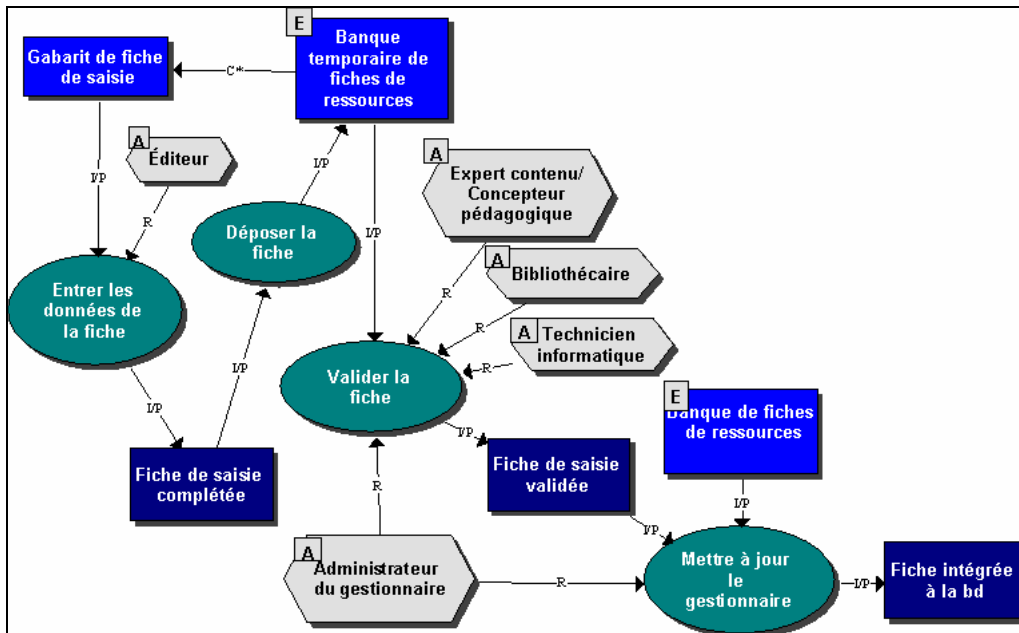 E
Banque
temporaire de
fiches de
ressources
Gabarit de fiche
de saisie
C*
A
Éditeur
I/P
R
I/P
I/P
A
Expert contenu/
Concepteur
pédagogique
Déposer la
fiche
A
Bibliothécaire
R
R
Entrer les
données de
la fiche
A
Technicien
informatique
R
I/P
Valider la
fiche
I/P
E
Banque de fiches
de ressources
I/P
Fiche de saisie
complétée
Fiche de saisie
validée
R
I/P
I/P
A
Administrateur
du gestionnaire
R
Mettre à jour
le
gestionnaire
I/P
Fiche intégrée
à la bd